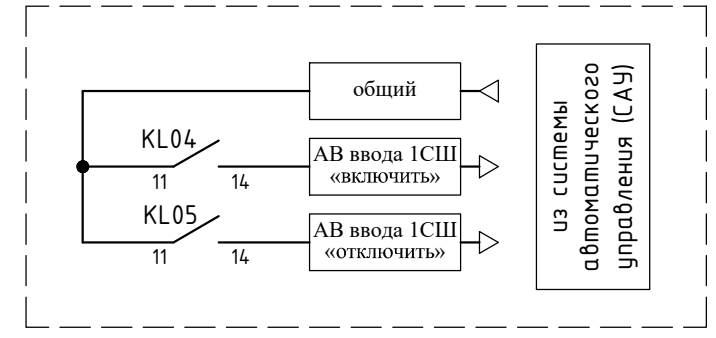 общий
KL04
11
14
АВ ввода 1СШ
«включить»
KL05
11
14
АВ ввода 1СШ
«отключить»
из системы
автоматического
управления (САУ)